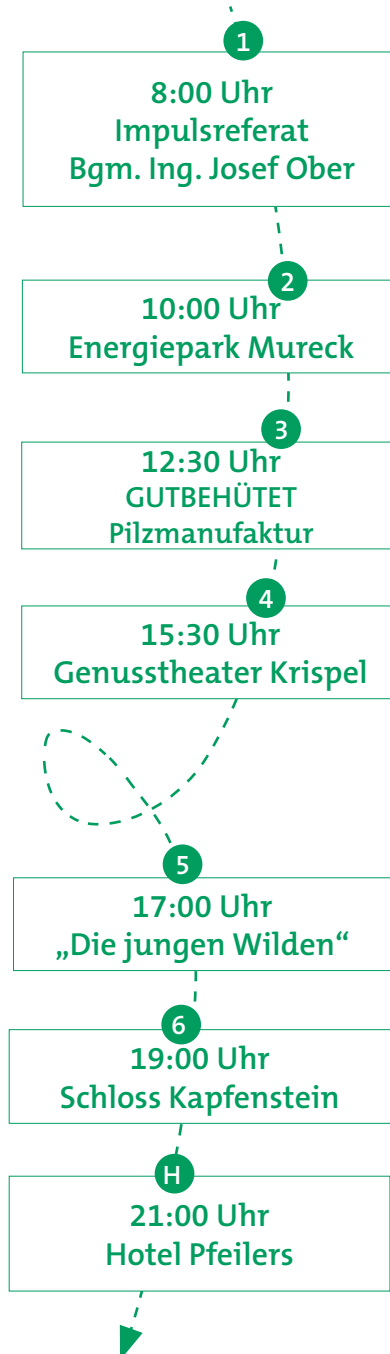 1
8:00 Uhr
Impulsreferat
Bgm. Ing. Josef Ober
2
10:00 Uhr
Energiepark Mureck
3
12:30 Uhr
GUTBEHÜTET
Pilzmanufaktur
4
15:30 Uhr
Genusstheater Krispel
5
17:00 Uhr
„Die jungen Wilden“
6
19:00 Uhr
Schloss Kapfenstein
H
21:00 Uhr
Hotel Pfeilers